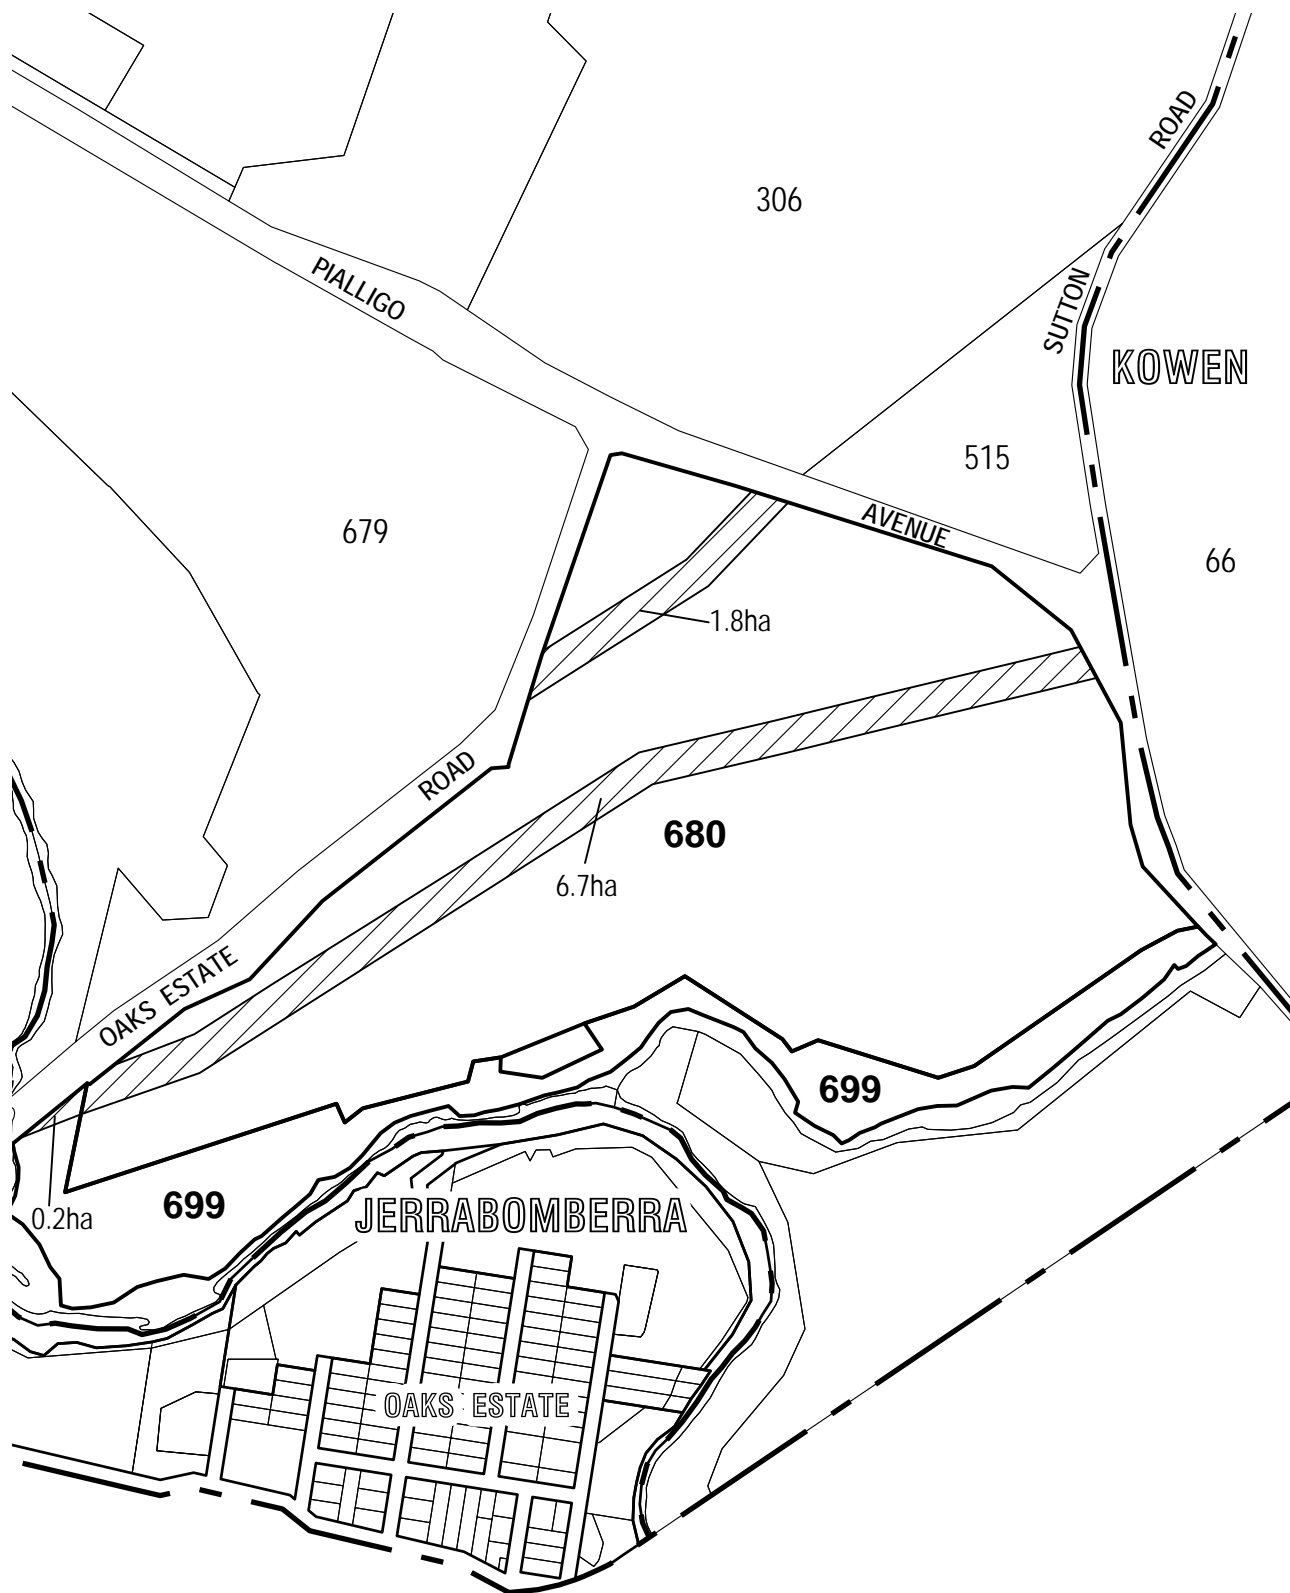 ROAD
306
PIALLIGO
SUTTON
KOWEN
515
679
AVENUE
66
1.8ha
ROAD
680
6.7ha
OAKS ESTATE
699
699
0.2ha
JERRABOMBERRA
OAKS ESTATE